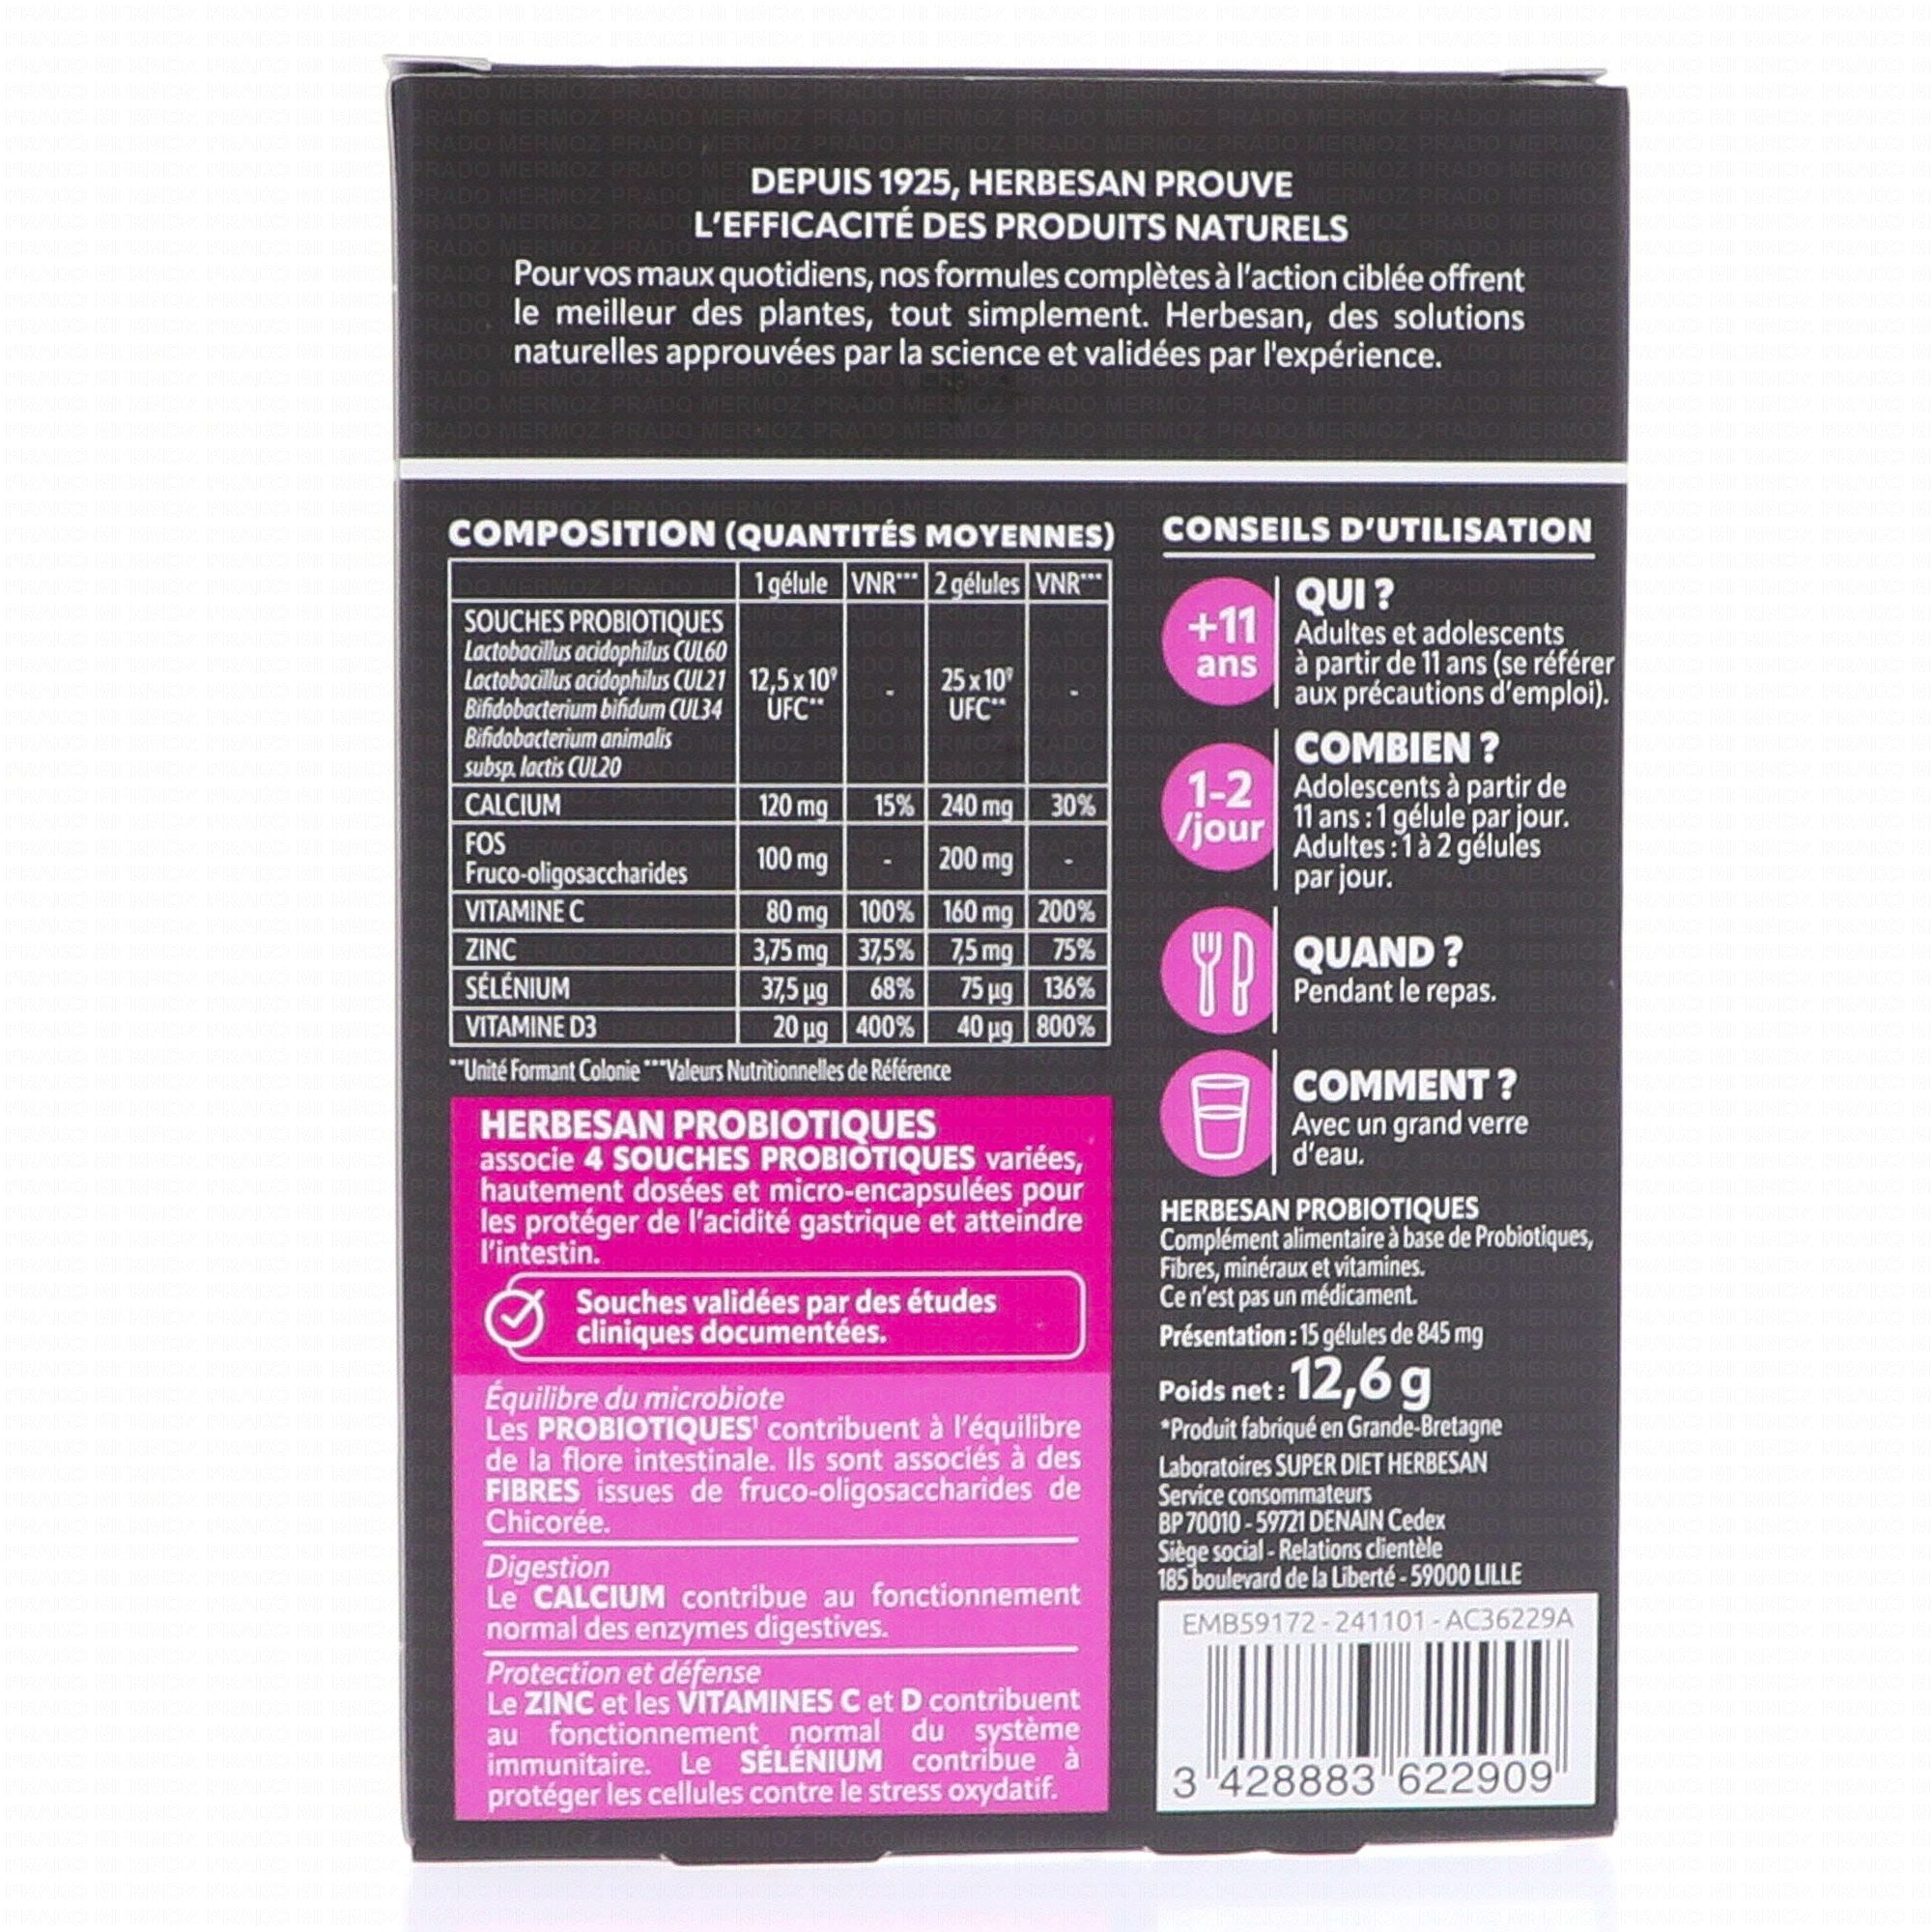 DEPUIS 1925, HERBESAN PROUVE
L'EFFICACITÉ DES PRODUITS NATURELS
Pour vos maux quotidiens, nos formules complètes à l'action ciblée offrent
le meilleur des plantes, tout simplement. Herbesan, des solutions
naturelles approuvées par la science et validées par l'expérience.
COMPOSITION (QUANTITÉS MOYENNES)
1 gélule VNR*** 2 gélules VNR***
SOUCHES PROBIOTIQUES
Lactobacillus acidophilus CUL60
Lactobacillus acidophilus CUL21
Bifidobacterium bifidum CUL34
Bifidobacterium animalis
subsp. lactis CUL20
12,5 x 10⁹ UFC** - 25 x 10⁹ UFC** -
CALCIUM 120 mg 15% 240 mg 30%
FOS
Fruco-oligosaccharides 100 mg - 200 mg -
VITAMINE C 80 mg 100% 160 mg 200%
ZINC 3,75 mg 37,5% 7,5 mg 75%
SÉLÉNIUM 37,5 µg 68% 75 µg 136%
VITAMINE D3 20 µg 400% 40 µg 800%
**Unité Formant Colonie ***Valeurs Nutritionnelles de Référence
HERBESAN PROBIOTIQUES
associe 4 SOUCHES PROBIOTIQUES variées,
hautement dosées et micro-encapsulées pour
les protéger de l'acidité gastrique et atteindre
l'intestin.
Souches validées par des études
cliniques documentées.
Équilibre du microbiote
Les PROBIOTIQUES¹ contribuent à l'équilibre
de la flore intestinale. Ils sont associés à des
FIBRES issues de fruco-oligosaccharides de
Chicorée.
Digestion
Le CALCIUM contribue au fonctionnement
normal des enzymes digestives.
Protection et défense
Le ZINC et les VITAMINES C et D contribuent
au fonctionnement normal du système
immunitaire. Le SÉLÉNIUM contribue à
protéger les cellules contre le stress oxydatif.
CONSEILS D'UTILISATION
+11
ans
QUI ?
Adultes et adolescents
à partir de 11 ans (se référer
aux précautions d'emploi).
1-2
/jour
COMBIEN ?
Adolescents à partir de
11 ans : 1 gélule par jour.
Adultes : 1 à 2 gélules
par jour.
QUAND ?
Pendant le repas.
COMMENT ?
Avec un grand verre
d'eau.
HERBESAN PROBIOTIQUES
Complément alimentaire à base de Probiotiques,
Fibres, minéraux et vitamines.
Ce n'est pas un médicament.
Présentation : 15 gélules de 845 mg
Poids net : 12,6 g
*Produit fabriqué en Grande-Bretagne
Laboratoires SUPER DIET HERBESAN
Service consommateurs
BP 70010 - 59721 DENAIN Cedex
Siège social - Relations clientèle
185 boulevard de la Liberté - 59000 LILLE
EMB59172 - 241101 - AC36229A
3 428883 622909
PRADO MERMOZ